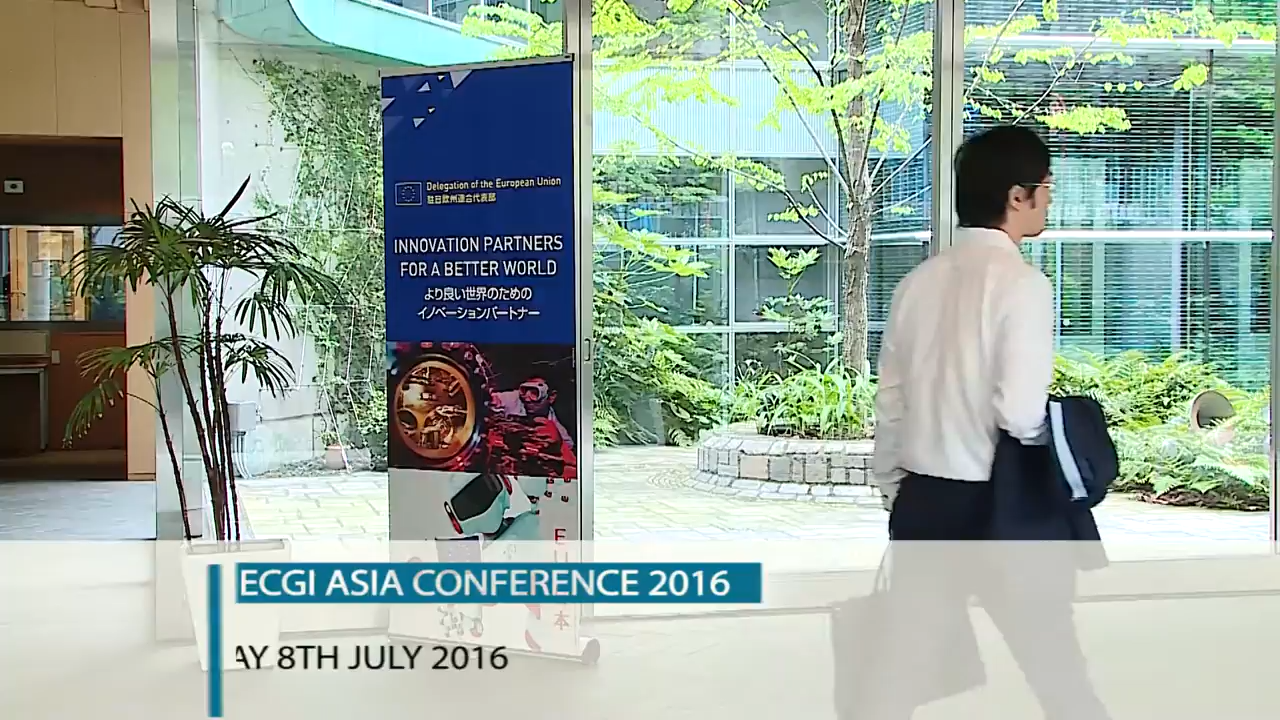 Delegation of the European Union
駐日欧州連合代表部
INNOVATION PARTNERS
FOR A BETTER WORLD
より良い世界のための
イノベーションパートナー
ECGI ASIA CONFERENCE 2016
AY 8TH JULY 2016